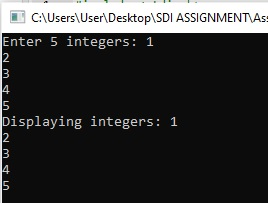 C:\Users\User\Desktop\SDI ASSIGNMENT\Ass
Enter 5 integers: 1
2
3
4
5
Displaying integers: 1
2
3
4
5